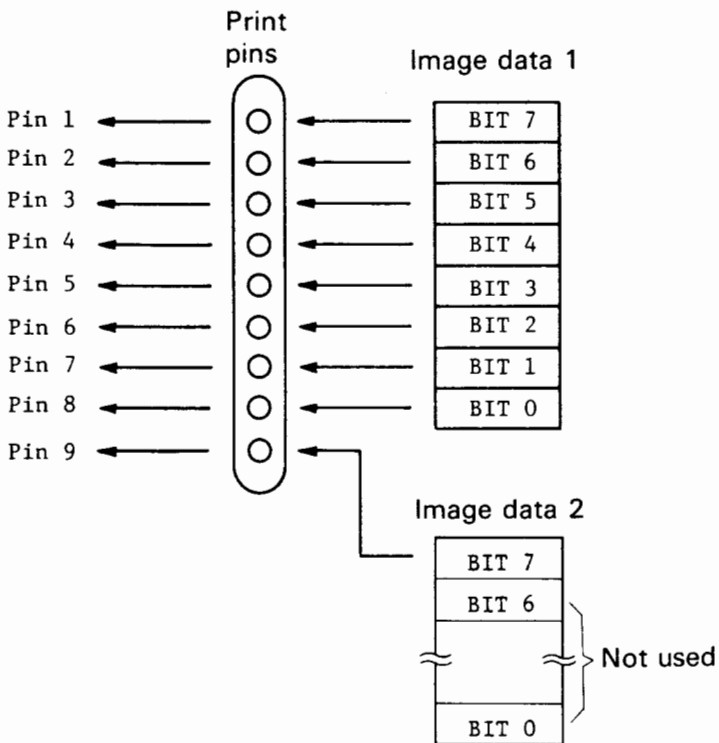 Print
pins
Image data 1
Pin 1
BIT 7
Pin 2
BIT 6
Pin 3
BIT 5
Pin 4
BIT 4
Pin 5
BIT 3
Pin 6
BIT 2
Pin 7
BIT 1
Pin 8
BIT 0
Pin 9
Image data 2
BIT 7
BIT 6
Not used
BIT 0